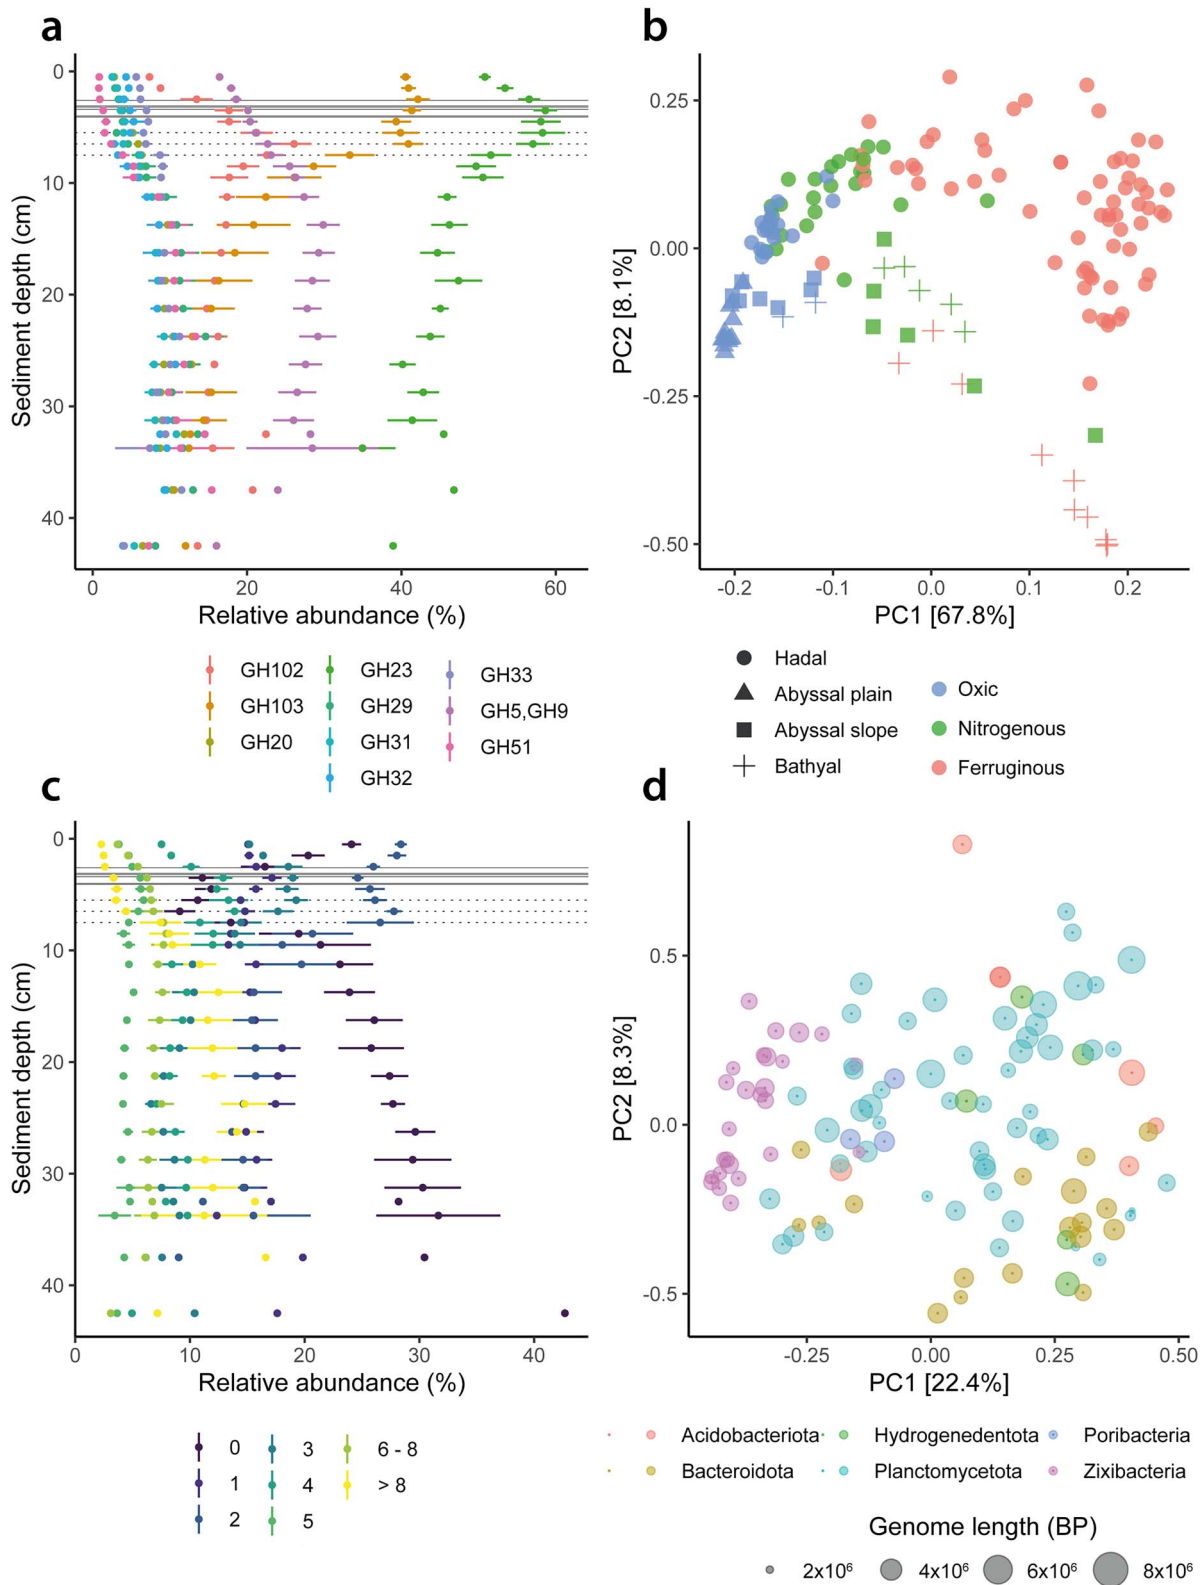 a
0
10
20
30
40
Sediment depth (cm)
0 20 40 60
Relative abundance (%)
GH102
GH103
GH20
GH23
GH29
GH31
GH32
GH33
GH5,GH9
GH51
b
0.25
0.00
-0.25
-0.50
PC2 [8.1%]
-0.2 -0.1 0.0 0.1 0.2
PC1 [67.8%]
Hadal
Abyssal plain
Abyssal slope
Bathyal
Oxic
Nitrogenous
Ferruginous
c
0
10
20
30
40
Sediment depth (cm)
0 10 20 30 40
Relative abundance (%)
0
1
2
3
4
5
6 - 8
> 8
d
0.5
0.0
-0.5
PC2 [8.3%]
-0.25 0.00 0.25 0.50
PC1 [22.4%]
Acidobacteriota Hydrogenedentota Poribacteria
Bacteroidota Planctomycetota Zixibacteria
Genome length (BP)
2x10⁶ 4x10⁶ 6x10⁶ 8x10⁶